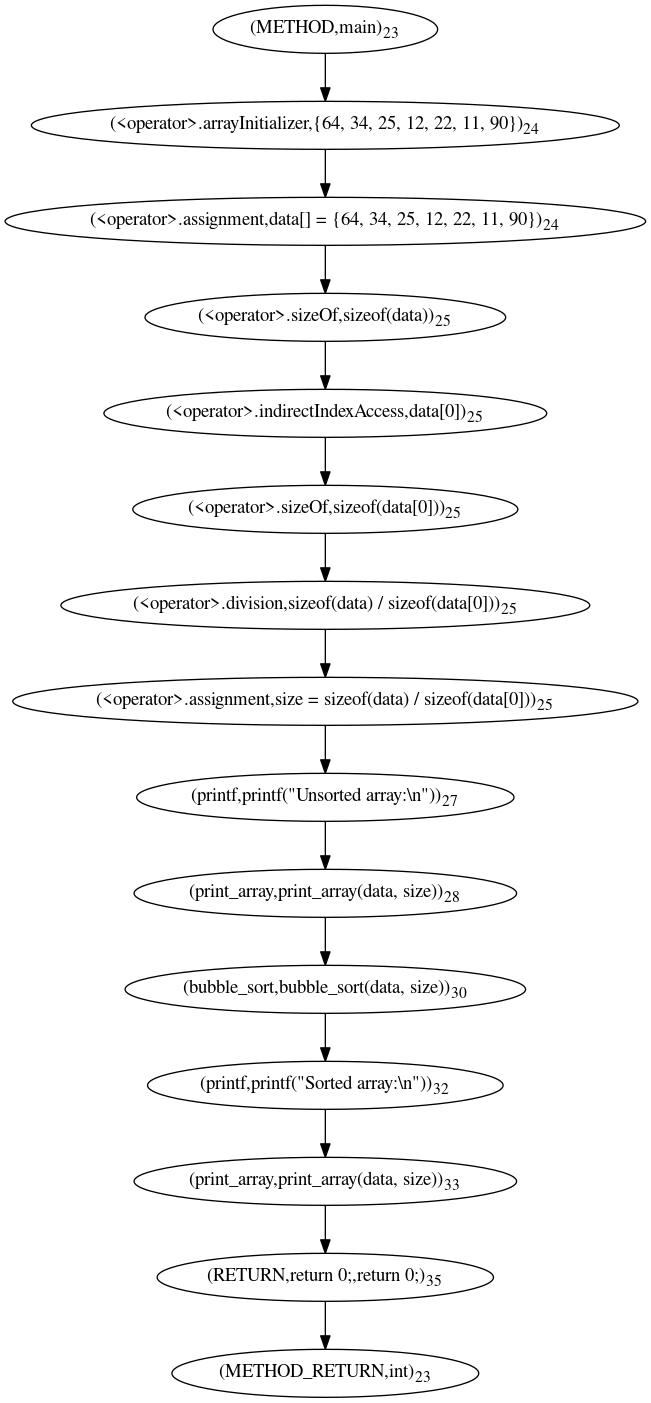 (METHOD,main)23
(<operator>.arrayInitializer,{64, 34, 25, 12, 22, 11, 90})24
(<operator>.assignment,data[] = {64, 34, 25, 12, 22, 11, 90})24
(<operator>.sizeOf,sizeof(data))25
(<operator>.indirectIndexAccess,data[0])25
(<operator>.sizeOf,sizeof(data[0]))25
(<operator>.division,sizeof(data) / sizeof(data[0]))25
(<operator>.assignment,size = sizeof(data) / sizeof(data[0]))25
(printf,printf("Unsorted array:\n"))27
(print_array,print_array(data, size))28
(bubble_sort,bubble_sort(data, size))30
(printf,printf("Sorted array:\n"))32
(print_array,print_array(data, size))33
(RETURN,return 0;,return 0;)35
(METHOD_RETURN,int)23